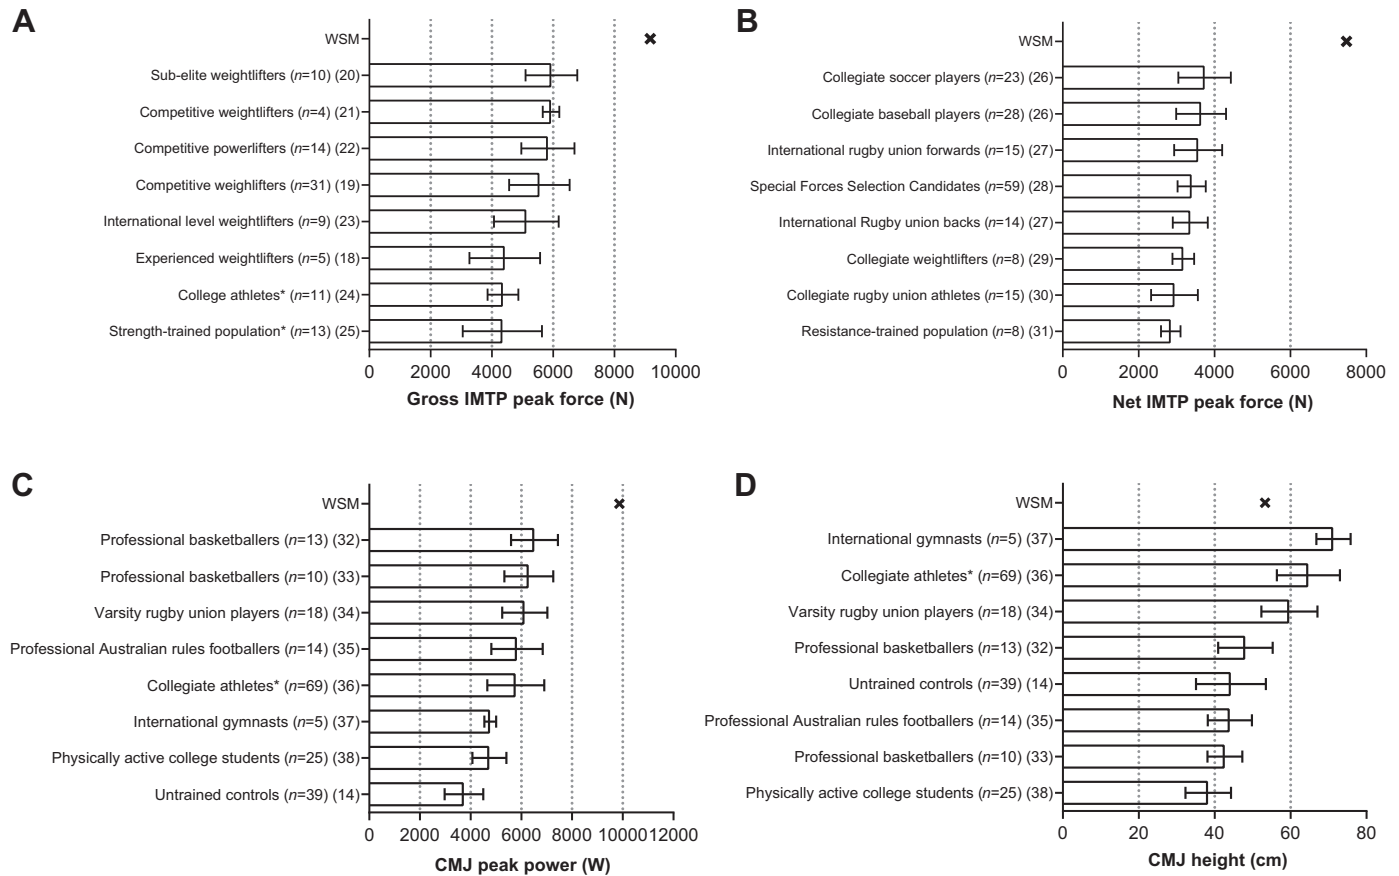 A
WSM
Sub-elite weightlifters (n=10) (20)
Competitive weightlifters (n=4) (21)
Competitive powerlifters (n=14) (22)
Competitive weighlifters (n=31) (19)
International level weightlifters (n=9) (23)
Experienced weightlifters (n=5) (18)
College athletes* (n=11) (24)
Strength-trained population* (n=13) (25)
0 2000 4000 6000 8000 10000
Gross IMTP peak force (N)
B
WSM
Collegiate soccer players (n=23) (26)
Collegiate baseball players (n=28) (26)
International rugby union forwards (n=15) (27)
Special Forces Selection Candidates (n=59) (28)
International Rugby union backs (n=14) (27)
Collegiate weightlifters (n=8) (29)
Collegiate rugby union athletes (n=15) (30)
Resistance-trained population (n=8) (31)
0 2000 4000 6000 8000
Net IMTP peak force (N)
C
WSM
Professional basketballers (n=13) (32)
Professional basketballers (n=10) (33)
Varsity rugby union players (n=18) (34)
Professional Australian rules footballers (n=14) (35)
Collegiate athletes* (n=69) (36)
International gymnasts (n=5) (37)
Physically active college students (n=25) (38)
Untrained controls (n=39) (14)
0 2000 4000 6000 8000 10000 12000
CMJ peak power (W)
D
WSM
International gymnasts (n=5) (37)
Collegiate athletes* (n=69) (36)
Varsity rugby union players (n=18) (34)
Professional basketballers (n=13) (32)
Untrained controls (n=39) (14)
Professional Australian rules footballers (n=14) (35)
Professional basketballers (n=10) (33)
Physically active college students (n=25) (38)
0 20 40 60 80
CMJ height (cm)